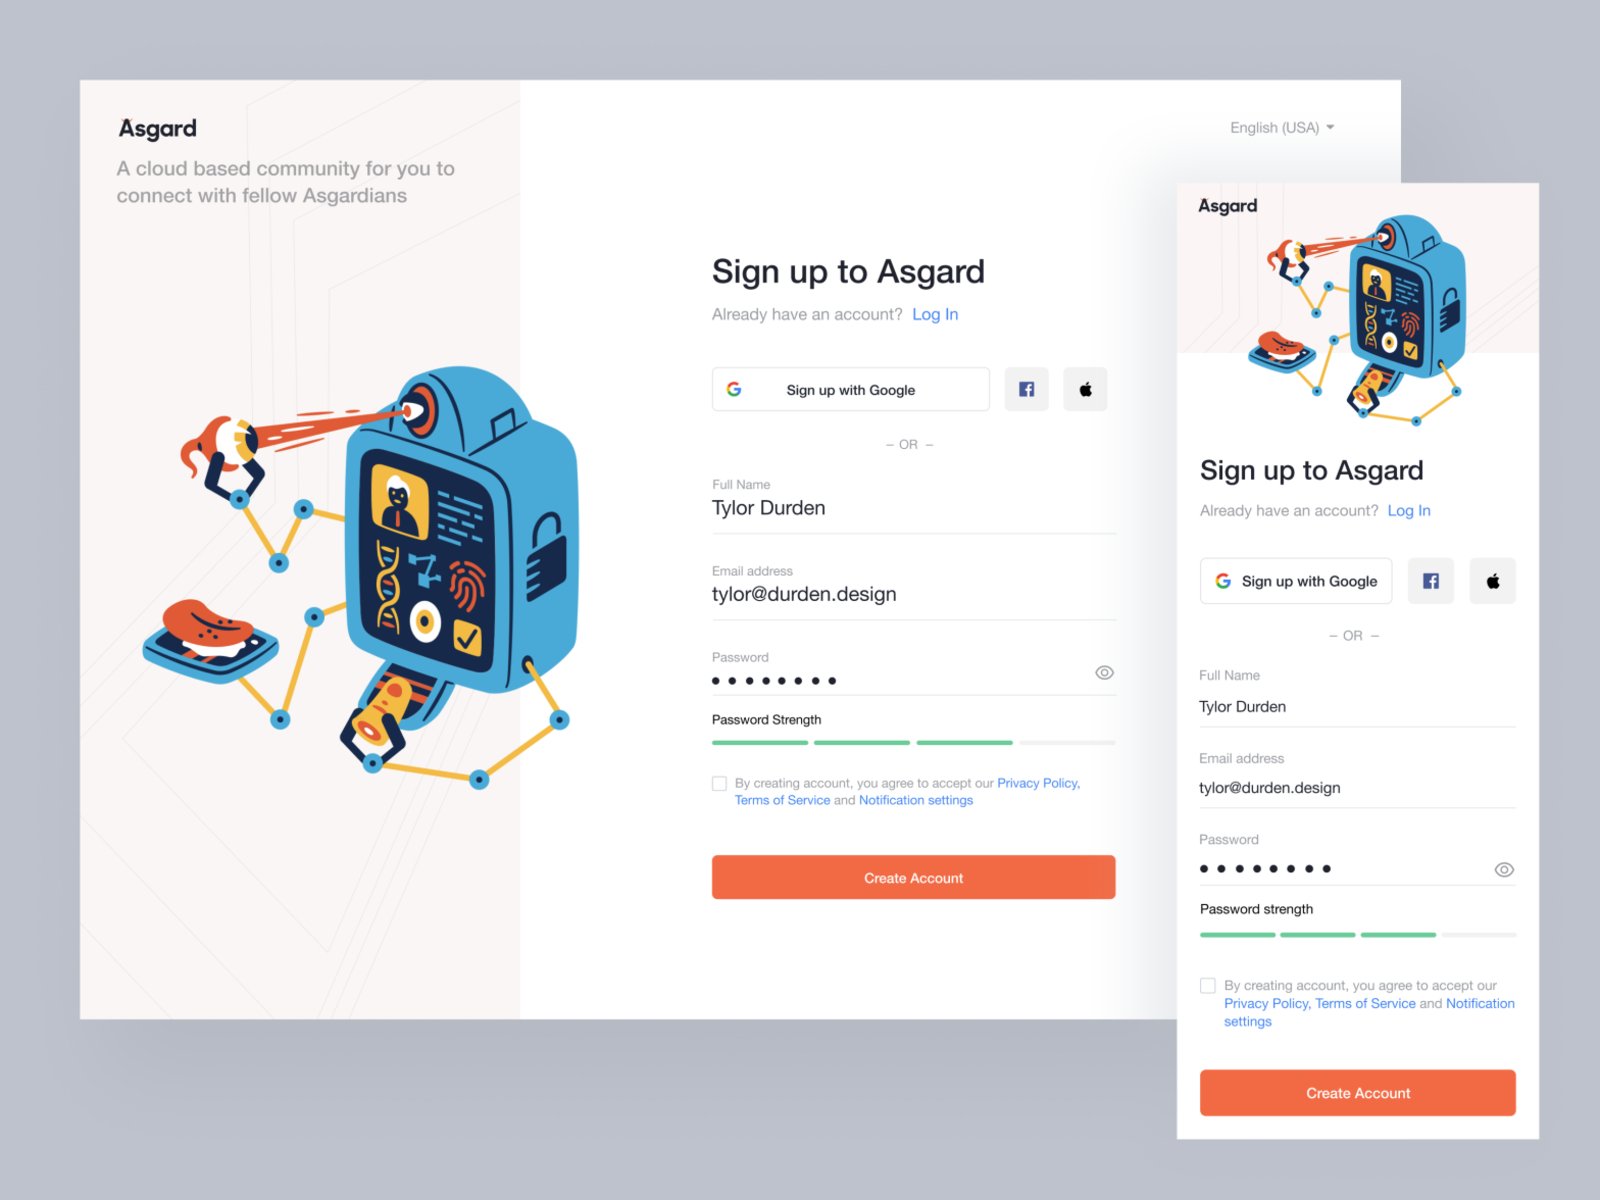 Asgard
A cloud based community for you to
connect with fellow Asgardians
English (USA)
Sign up to Asgard
Already have an account? Log In
Sign up with Google
– OR –
Full Name
Tylor Durden
Email address
tylor@durden.design
Password
Password Strength
By creating account, you agree to accept our Privacy Policy,
Terms of Service and Notification settings
Create Account
Asgard
Sign up to Asgard
Already have an account? Log In
Sign up with Google
– OR –
Full Name
Tylor Durden
Email address
tylor@durden.design
Password
Password strength
By creating account, you agree to accept our
Privacy Policy, Terms of Service and Notification
settings
Create Account